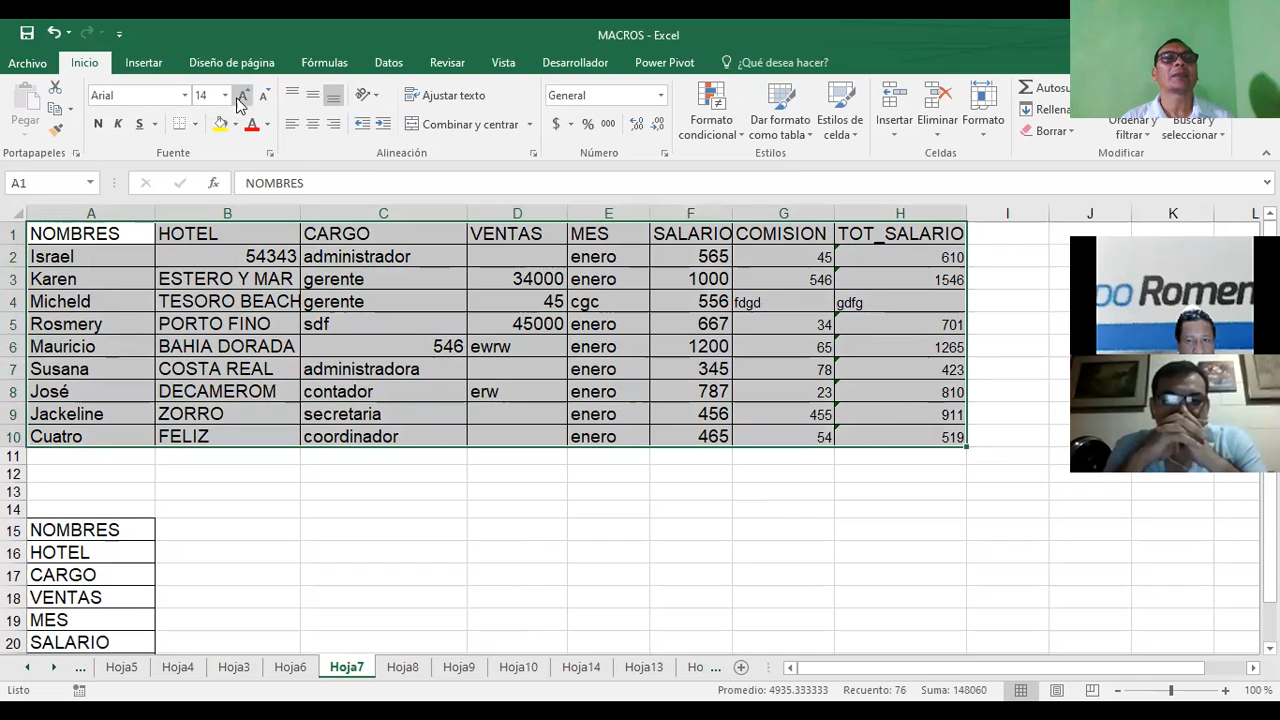 MACROS - Excel
Archivo Inicio Insertar Diseño de página Fórmulas Datos Revisar Vista Desarrollador Power Pivot ¿Qué desea hacer?
Pegar
Arial 14
N K S
Ajustar texto
Combinar y centrar
General
$ % 000
Formato condicional
Dar formato como tabla
Estilos de celda
Insertar Eliminar Formato
Autosu
Rellena
Borrar
Ordenar y filtrar
Buscar y seleccionar
Portapapeles Fuente Alineación Número Estilos Celdas Modificar
A1 fx NOMBRES
A B C D E F G H I J K L
1 NOMBRES HOTEL CARGO VENTAS MES SALARIO COMISION TOT_SALARIO
2 Israel 54343 administrador enero 565 45 610
3 Karen ESTERO Y MAR gerente 34000 enero 1000 546 1546
4 Micheld TESORO BEACH gerente 45 cgc 556 fdgd gdfg
5 Rosmery PORTO FINO sdf 45000 enero 667 34 701
6 Mauricio BAHIA DORADA 546 ewrw enero 1200 65 1265
7 Susana COSTA REAL administradora enero 345 78 423
8 José DECAMEROM contador erw enero 787 23 810
9 Jackeline ZORRO secretaria enero 456 455 911
10 Cuatro FELIZ coordinador enero 465 54 519
11
12
13
14
15 NOMBRES
16 HOTEL
17 CARGO
18 VENTAS
19 MES
20 SALARIO
po Romen
... Hoja5 Hoja4 Hoja3 Hoja6 Hoja7 Hoja8 Hoja9 Hoja10 Hoja14 Hoja13 Ho ...
Listo Promedio: 4935.333333 Recuento: 76 Suma: 148060 100 %